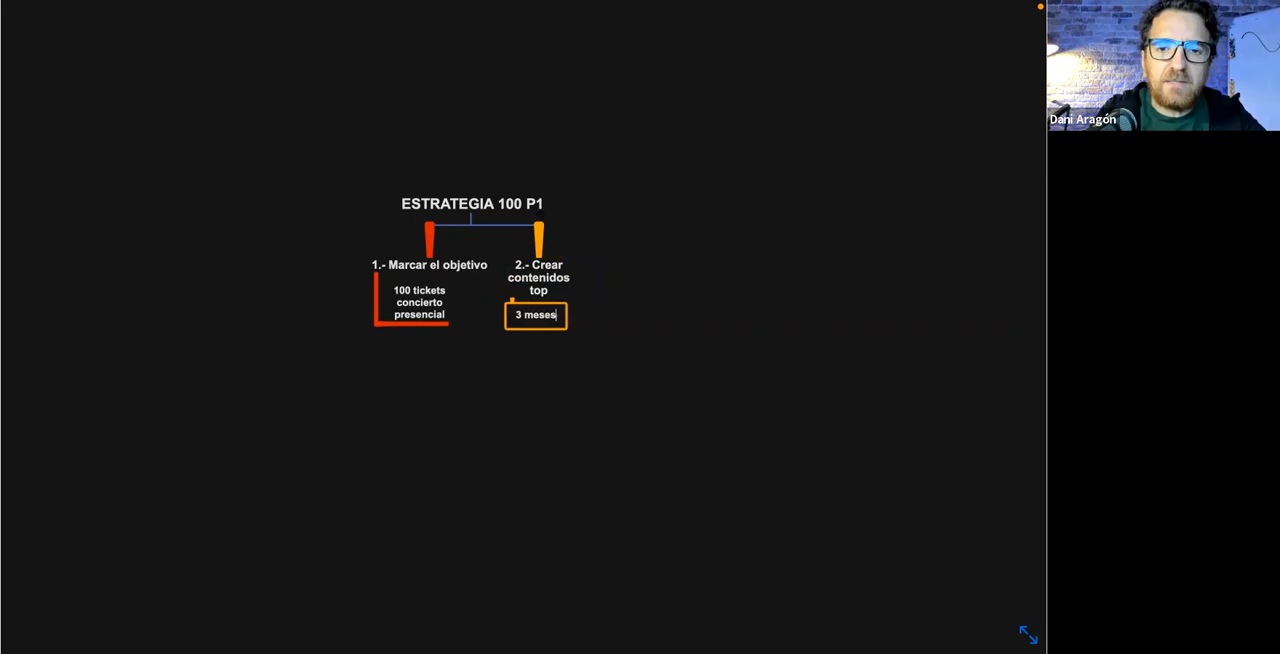 ESTRATEGIA 100 P1
1.- Marcar el objetivo
100 tickets
concierto
presencial
2.- Crear
contenidos
top
3 meses
Dani Aragón